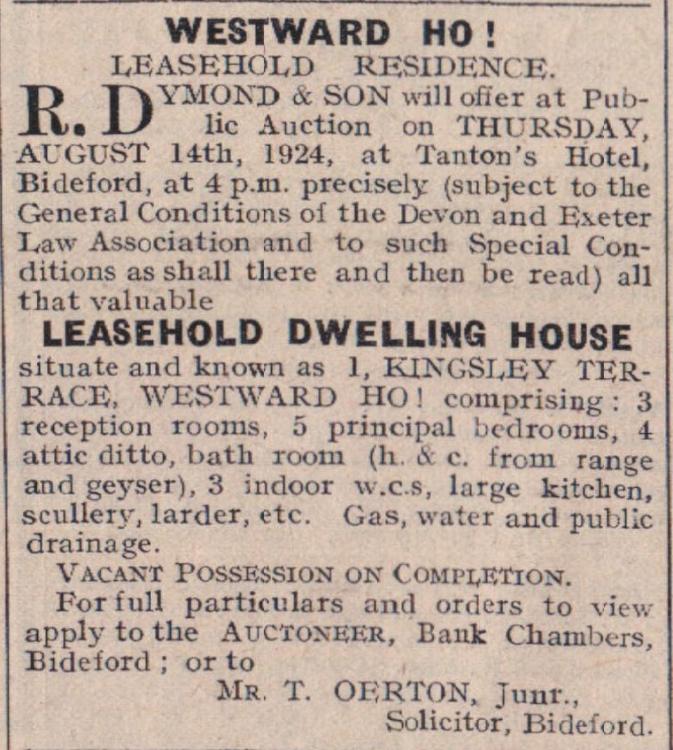 WESTWARD HO!
LEASEHOLD RESIDENCE.
R. DYMOND & SON will offer at Pub-
lic Auction on THURSDAY,
AUGUST 14th, 1924, at Tanton's Hotel,
Bideford, at 4 p.m. precisely (subject to the
General Conditions of the Devon and Exeter
Law Association and to such Special Con-
ditions as shall there and then be read) all
that valuable
LEASEHOLD DWELLING HOUSE
situate and known as 1, KINGSLEY TER-
RACE, WESTWARD HO! comprising: 3
reception rooms, 5 principal bedrooms, 4
attic ditto, bath room (h. & c. from range
and geyser), 3 indoor w.c.s, large kitchen,
scullery, larder, etc. Gas, water and public
drainage.
VACANT POSSESSION ON COMPLETION.
For full particulars and orders to view
apply to the AUCTONEER, Bank Chambers,
Bideford; or to
MR. T. OERTON, Junr.,
Solicitor, Bideford.